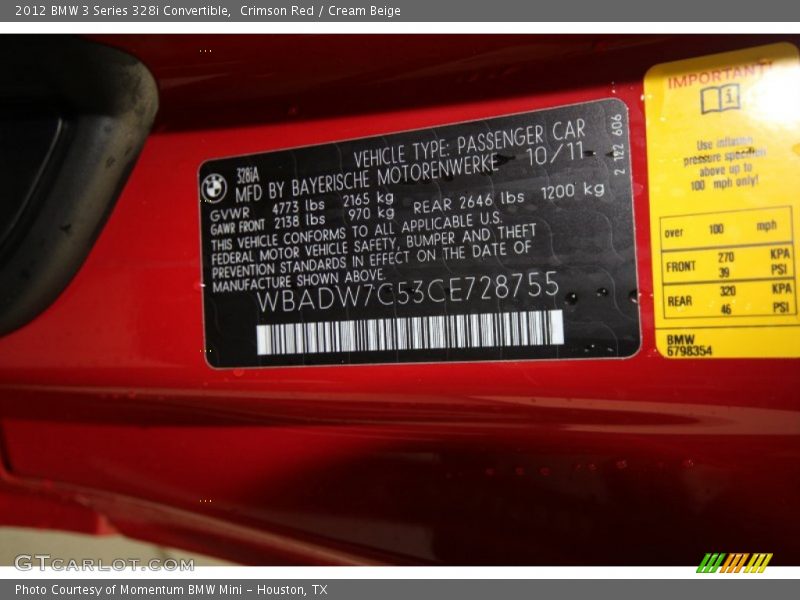 2012 BMW 3 Series 328i Convertible,  Crimson Red / Cream Beige
328iA
VEHICLE TYPE: PASSENGER CAR
MFD BY BAYERISCHE MOTORENWERKE 10/11
GVWR 4773 lbs 2165 kg
GAWR FRONT 2138 lbs 970 kg REAR 2646 lbs 1200 kg
THIS VEHICLE CONFORMS TO ALL APPLICABLE U.S.
FEDERAL MOTOR VEHICLE SAFETY, BUMPER AND THEFT
PREVENTION STANDARDS IN EFFECT ON THE DATE OF
MANUFACTURE SHOWN ABOVE.
WBADW7C53CE728755
2 122 606
IMPORTANT!
Use inflation
pressure specified
above up to
100 mph only!
over 100 mph
FRONT 270 KPA
39 PSI
REAR 320 KPA
46 PSI
BMW
6798354
GTcarlot.com
Photo Courtesy of Momentum BMW Mini - Houston, TX